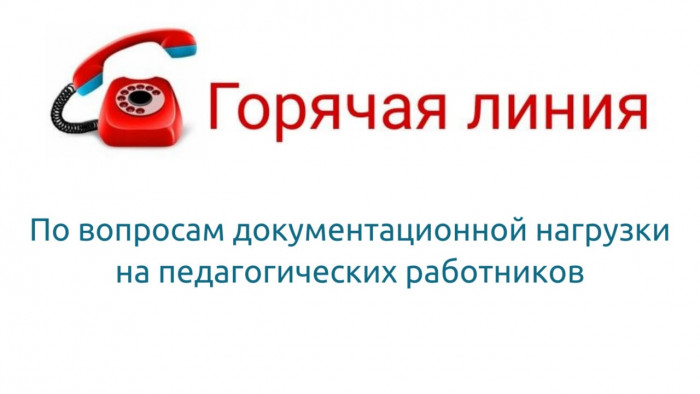 Горячая линия
По вопросам документационной нагрузки
на педагогических работников